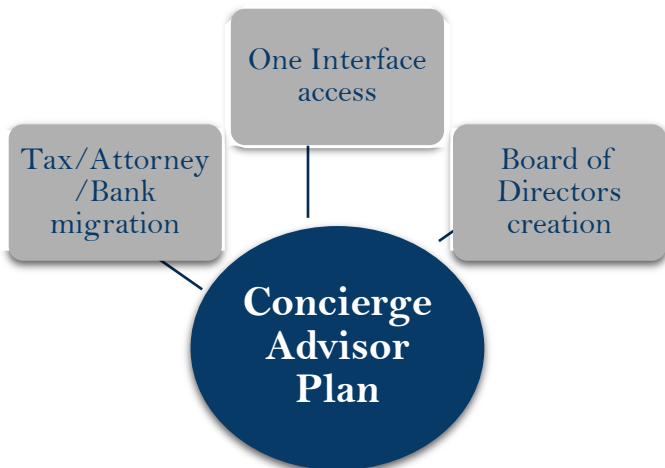 One Interface
access
Tax/Attorney
/Bank
migration
Board of
Directors
creation
Concierge
Advisor
Plan